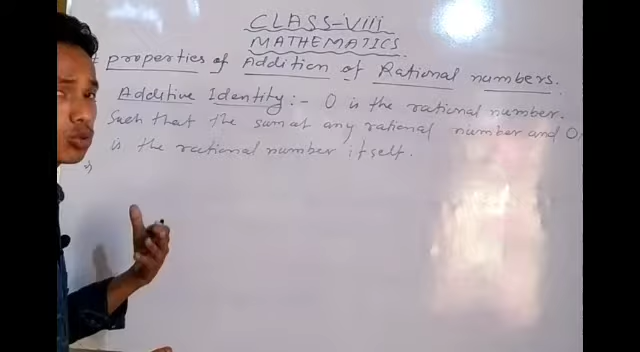 CLASS-Viii
MATHEMATICS
properties of Addition of Rational numbers.
Additive Identity:- 0 is the rational number.
Such that the sum of any rational number and 0,
is the rational number itself.